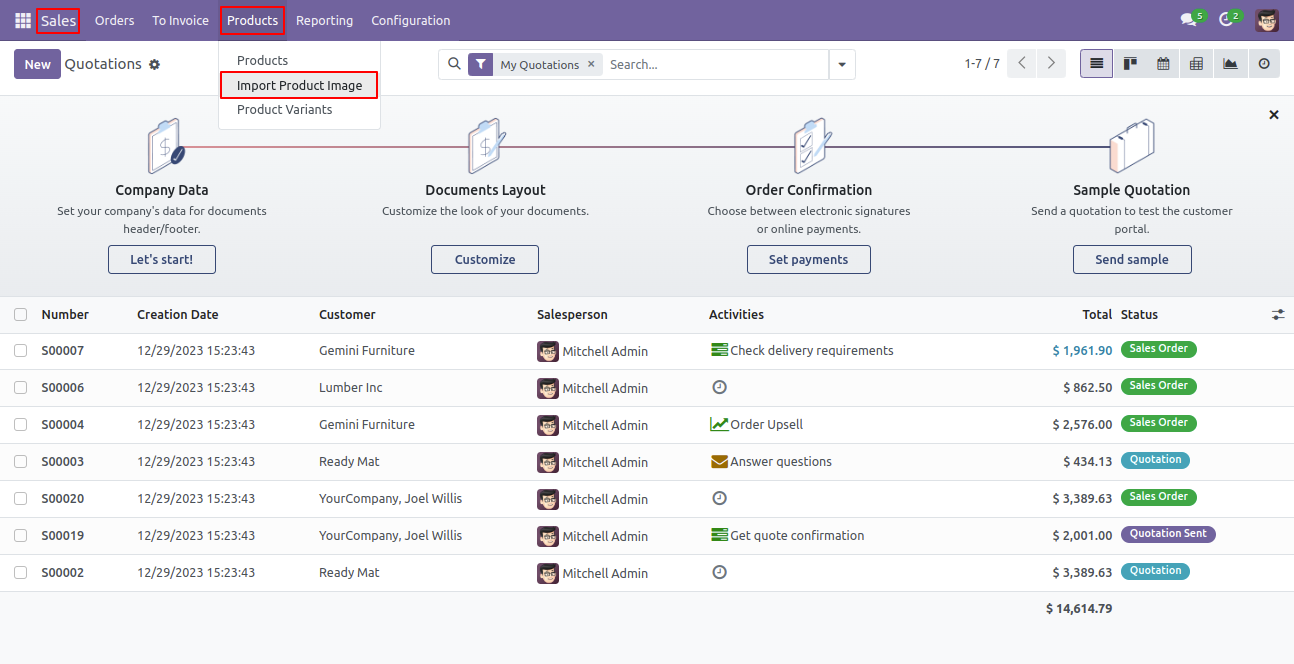 Sales Orders To Invoice Products Reporting Configuration 5 2
New Quotations My Quotations × Search... 1-7 / 7
Products
Import Product Image
Product Variants
Company Data Documents Layout Order Confirmation Sample Quotation
Set your company's data for documents Customize the look of your documents. Choose between electronic signatures Send a quotation to test the customer
header/footer. or online payments. portal.
Let's start! Customize Set payments Send sample
Number Creation Date Customer Salesperson Activities Total Status
S00007 12/29/2023 15:23:43 Gemini Furniture Mitchell Admin Check delivery requirements $ 1,961.90 Sales Order
S00006 12/29/2023 15:23:43 Lumber Inc Mitchell Admin $ 862.50 Sales Order
S00004 12/29/2023 15:23:43 Gemini Furniture Mitchell Admin Order Upsell $ 2,576.00 Sales Order
S00003 12/29/2023 15:23:43 Ready Mat Mitchell Admin Answer questions $ 434.13 Quotation
S00020 12/29/2023 15:23:43 YourCompany, Joel Willis Mitchell Admin $ 3,389.63 Sales Order
S00019 12/29/2023 15:23:43 YourCompany, Joel Willis Mitchell Admin Get quote confirmation $ 2,001.00 Quotation Sent
S00002 12/29/2023 15:23:43 Ready Mat Mitchell Admin $ 3,389.63 Quotation
$ 14,614.79